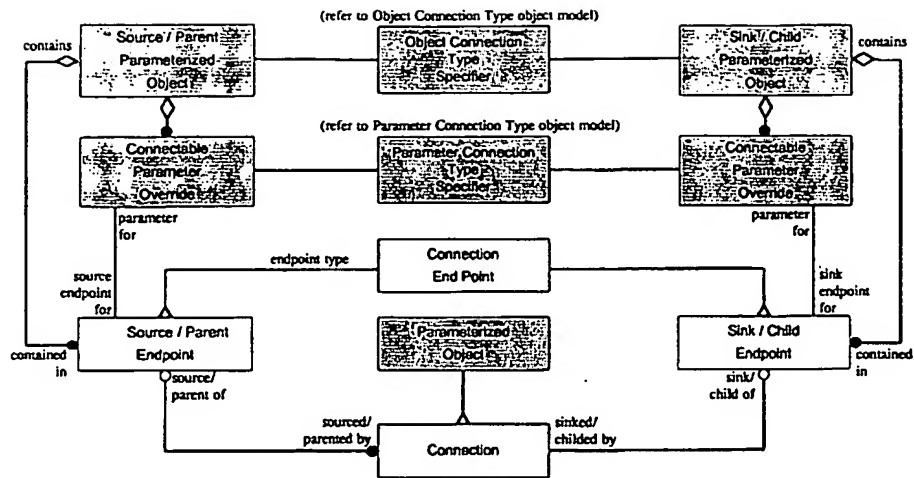 (refer to Object Connection Type object model)
contains
Source / Parent
Parameterized
Object
Object Connection
Type
Specifier
Sink / Child
Parameterized
Object
contains
(refer to Parameter Connection Type object model)
Connectable
Parameter
Override
Parameter Connection
Type
Specifier
Connectable
Parameter
Override
parameter
for
parameter
for
endpoint type
Connection
End Point
source
endpoint
for
sink
endpoint
for
Source / Parent
Endpoint
Parameterized
Object
Sink / Child
Endpoint
contained
in
contained
in
source/
parent of
sink/
child of
sourced/
parented by
Connection
sinked/
childed by